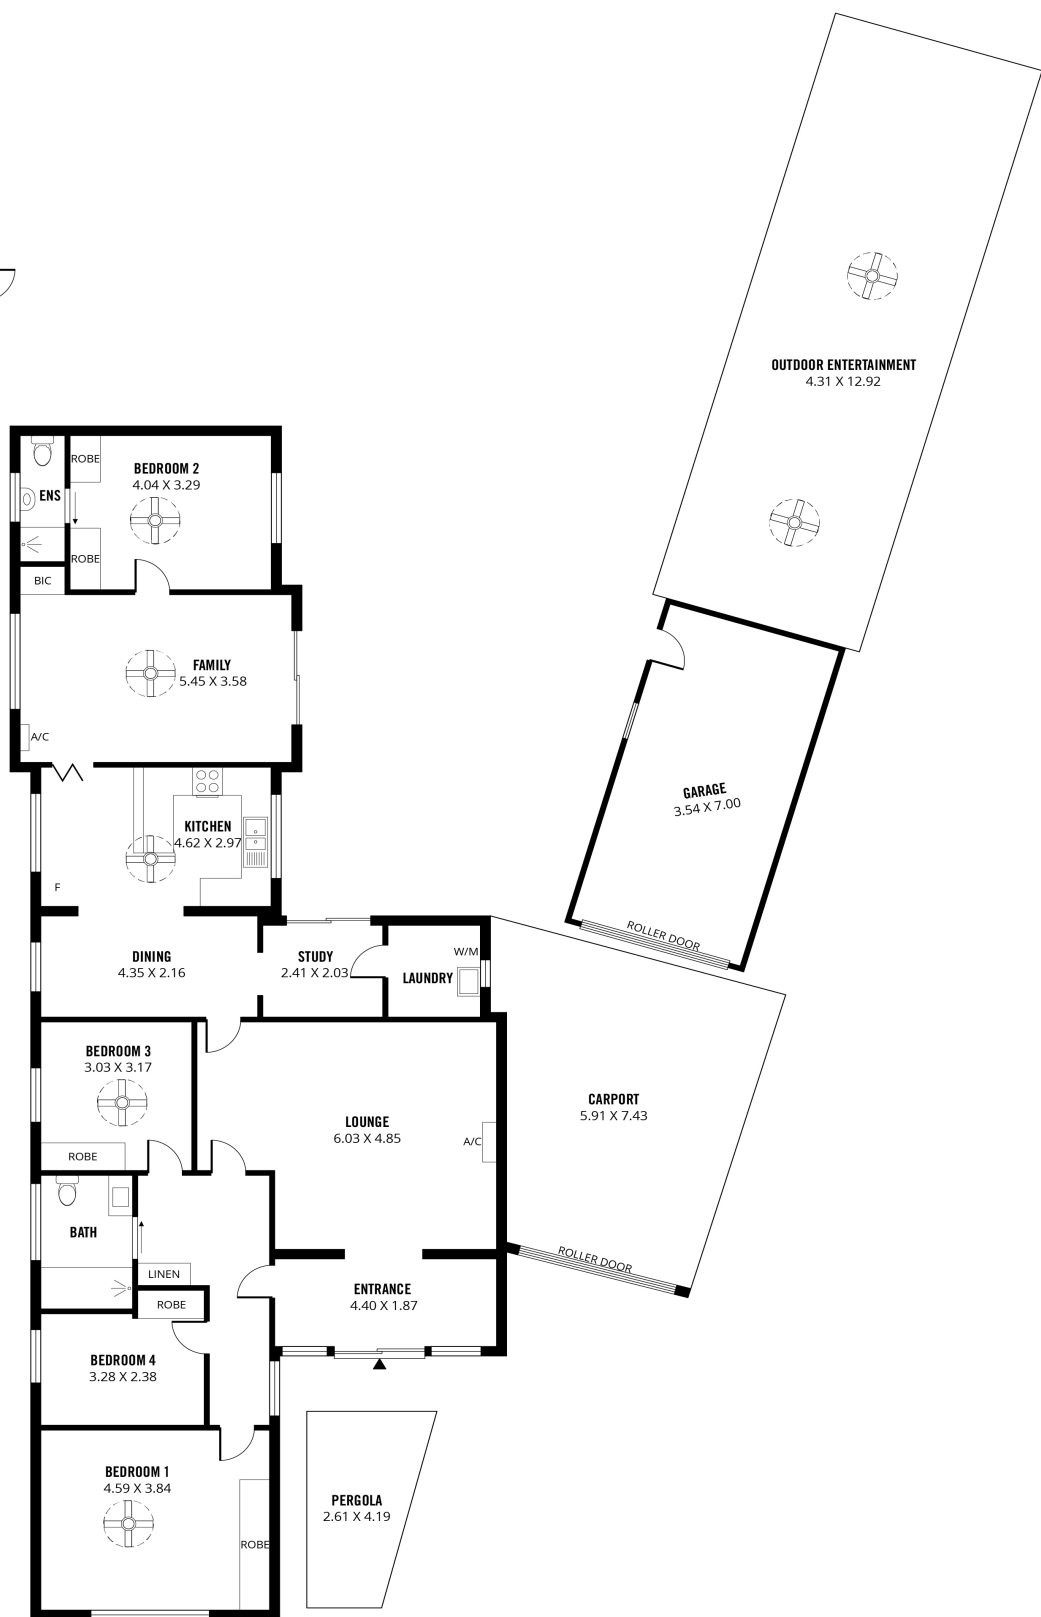 OUTDOOR ENTERTAINMENT
4.31 X 12.92
ROBE
BEDROOM 2
4.04 X 3.29
ENS
ROBE
BIC
FAMILY
5.45 X 3.58
A/C
GARAGE
3.54 X 7.00
KITCHEN
4.62 X 2.97
F
ROLLER DOOR
DINING
4.35 X 2.16
STUDY
2.41 X 2.03
W/M
LAUNDRY
BEDROOM 3
3.03 X 3.17
CARPORT
5.91 X 7.43
LOUNGE
6.03 X 4.85
A/C
ROBE
BATH
ROLLER DOOR
LINEN
ENTRANCE
4.40 X 1.87
ROBE
BEDROOM 4
3.28 X 2.38
BEDROOM 1
4.59 X 3.84
PERGOLA
2.61 X 4.19
ROBE